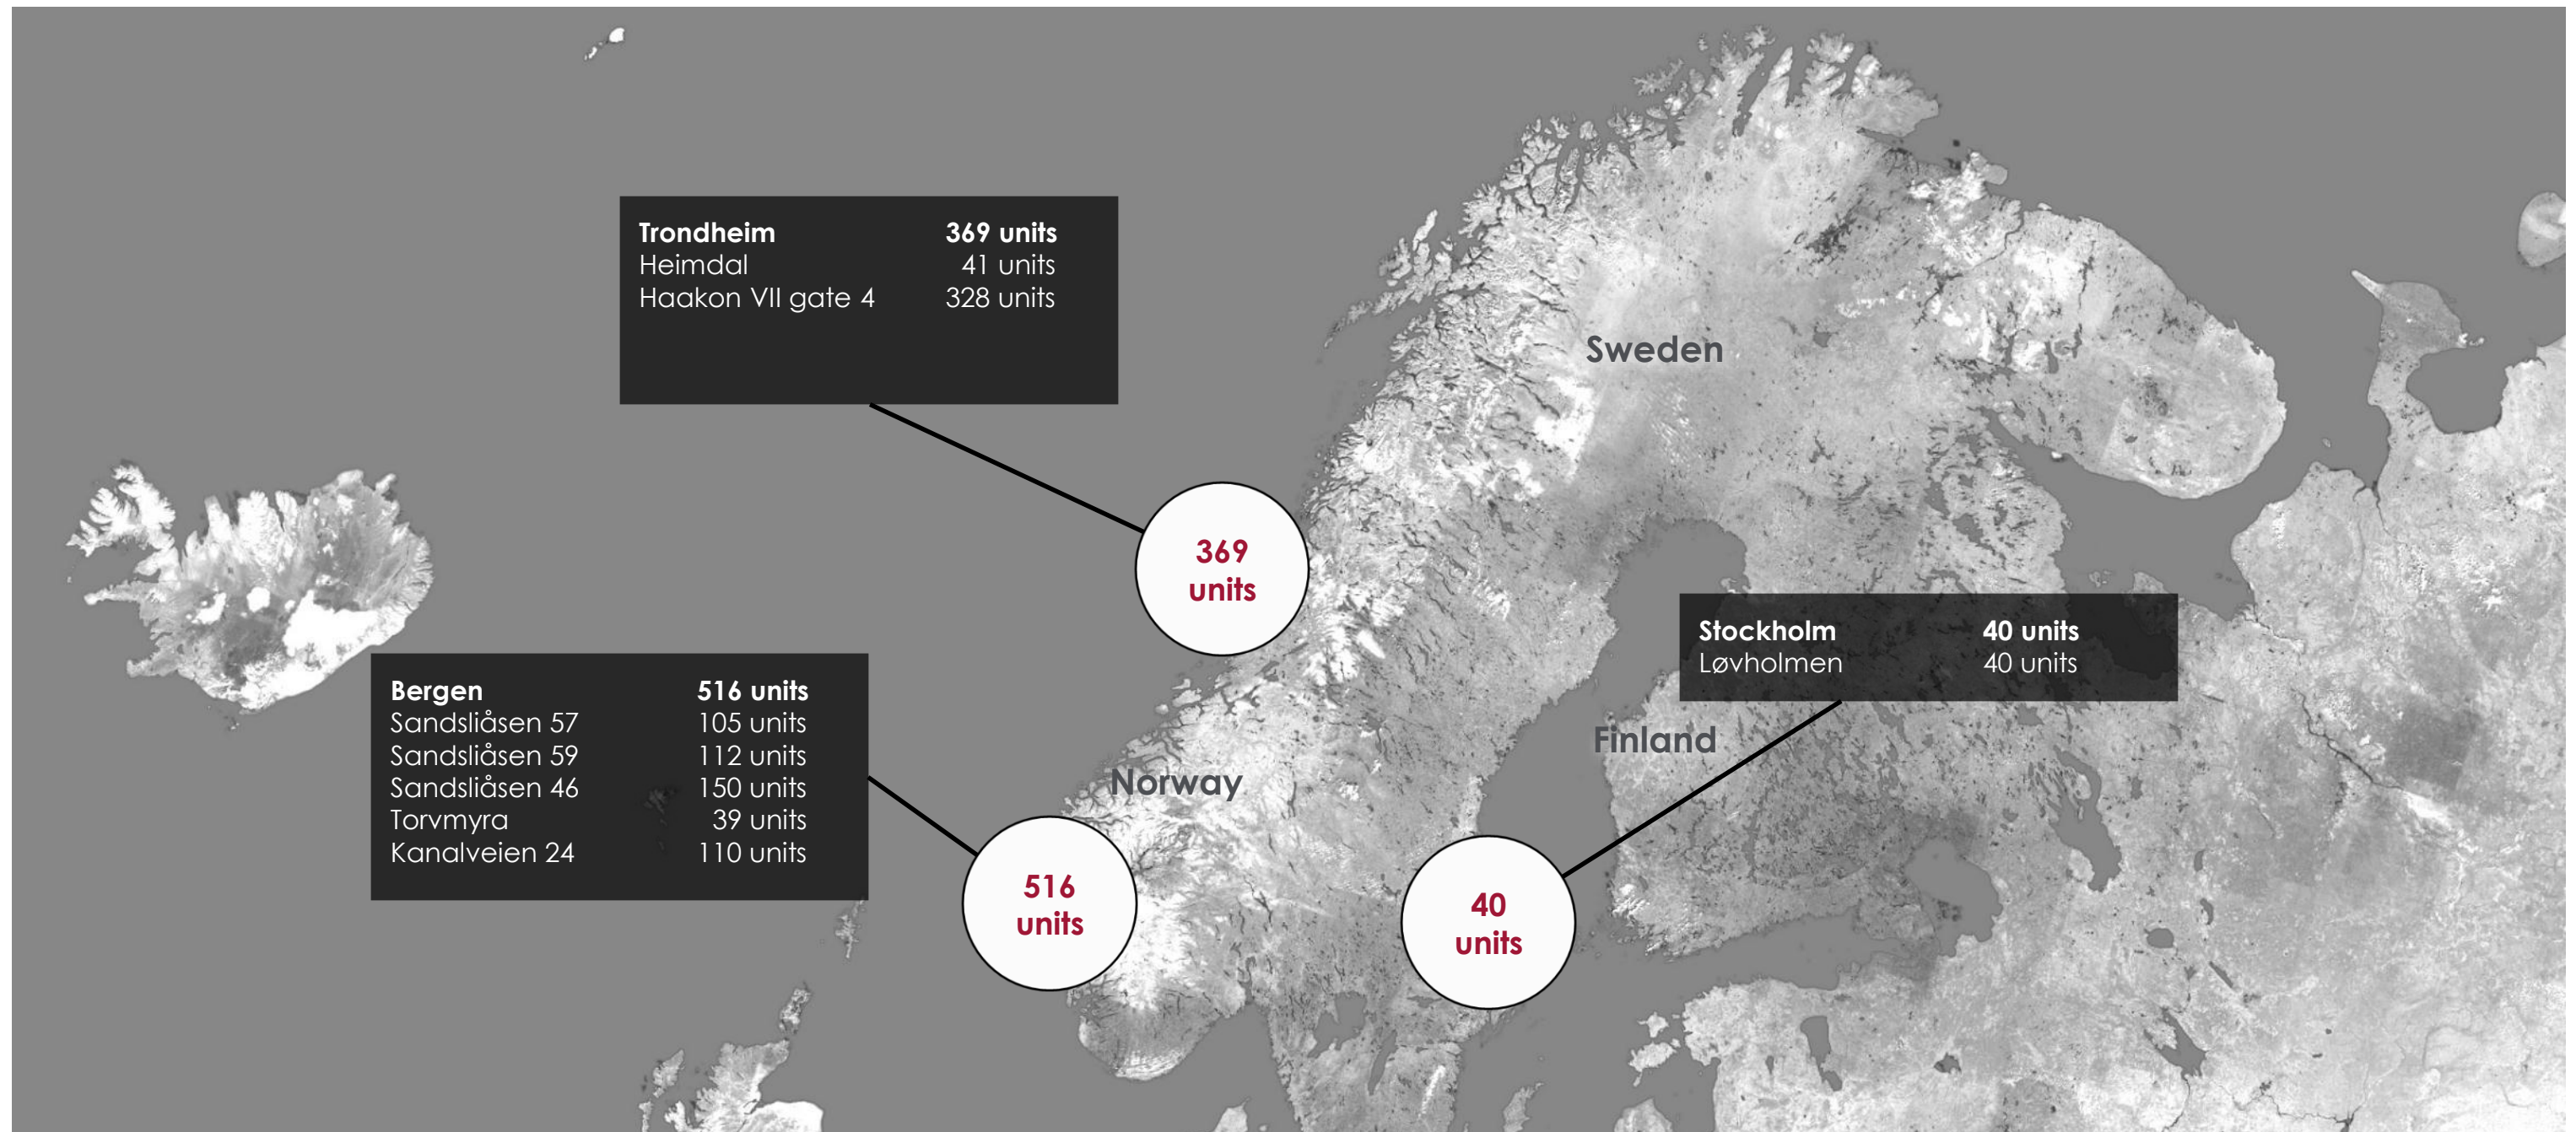 Trondheim 369 units
Heimdal 41 units
Haakon VII gate 4 328 units
Sweden
369
units
Stockholm 40 units
Løvholmen 40 units
Bergen 516 units
Sandsliåsen 57 105 units
Sandsliåsen 59 112 units
Sandsliåsen 46 150 units
Torvmyra 39 units
Kanalveien 24 110 units
Finland
Norway
516
units
40
units